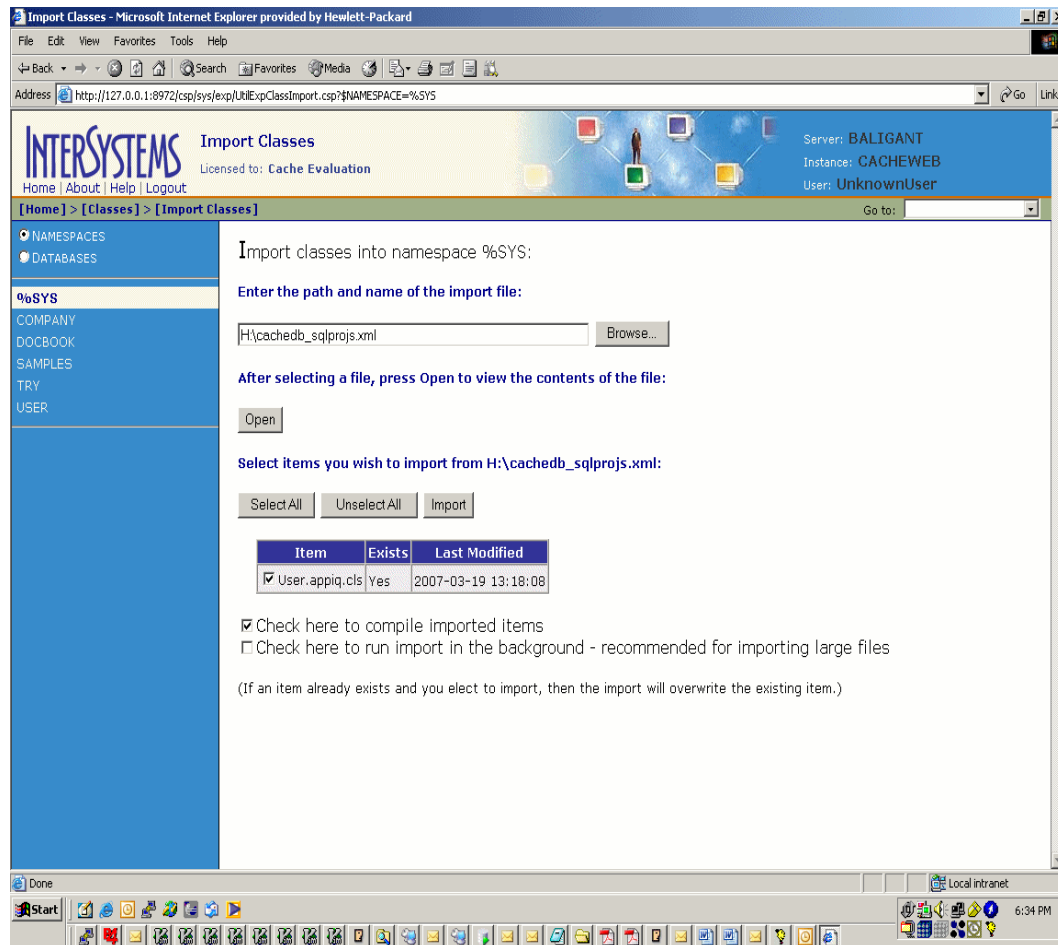 Import Classes - Microsoft Internet Explorer provided by Hewlett-Packard
File Edit View Favorites Tools Help
Back Search Favorites Media
Address http://127.0.0.1:8972/csp/sys/exp/UtilExpClassImport.csp?$NAMESPACE=%SYS Go Link
INTERSYSTEMS
Home | About | Help | Logout
Import Classes
Licensed to: Cache Evaluation
Server: BALIGANT
Instance: CACHEWEB
User: UnknownUser
[Home] > [Classes] > [Import Classes]
Go to:
NAMESPACES
DATABASES
%SYS
COMPANY
DOCBOOK
SAMPLES
TRY
USER
Import classes into namespace %SYS:
Enter the path and name of the import file:
H:\cachedb_sqlprojs.xml Browse...
After selecting a file, press Open to view the contents of the file:
Open
Select items you wish to import from H:\cachedb_sqlprojs.xml:
Select All Unselect All Import
Item Exists Last Modified
User.appiq.cls Yes 2007-03-19 13:18:08
Check here to compile imported items
Check here to run import in the background - recommended for importing large files
(If an item already exists and you elect to import, then the import will overwrite the existing item.)
Done
Local intranet
Start
6:34 PM